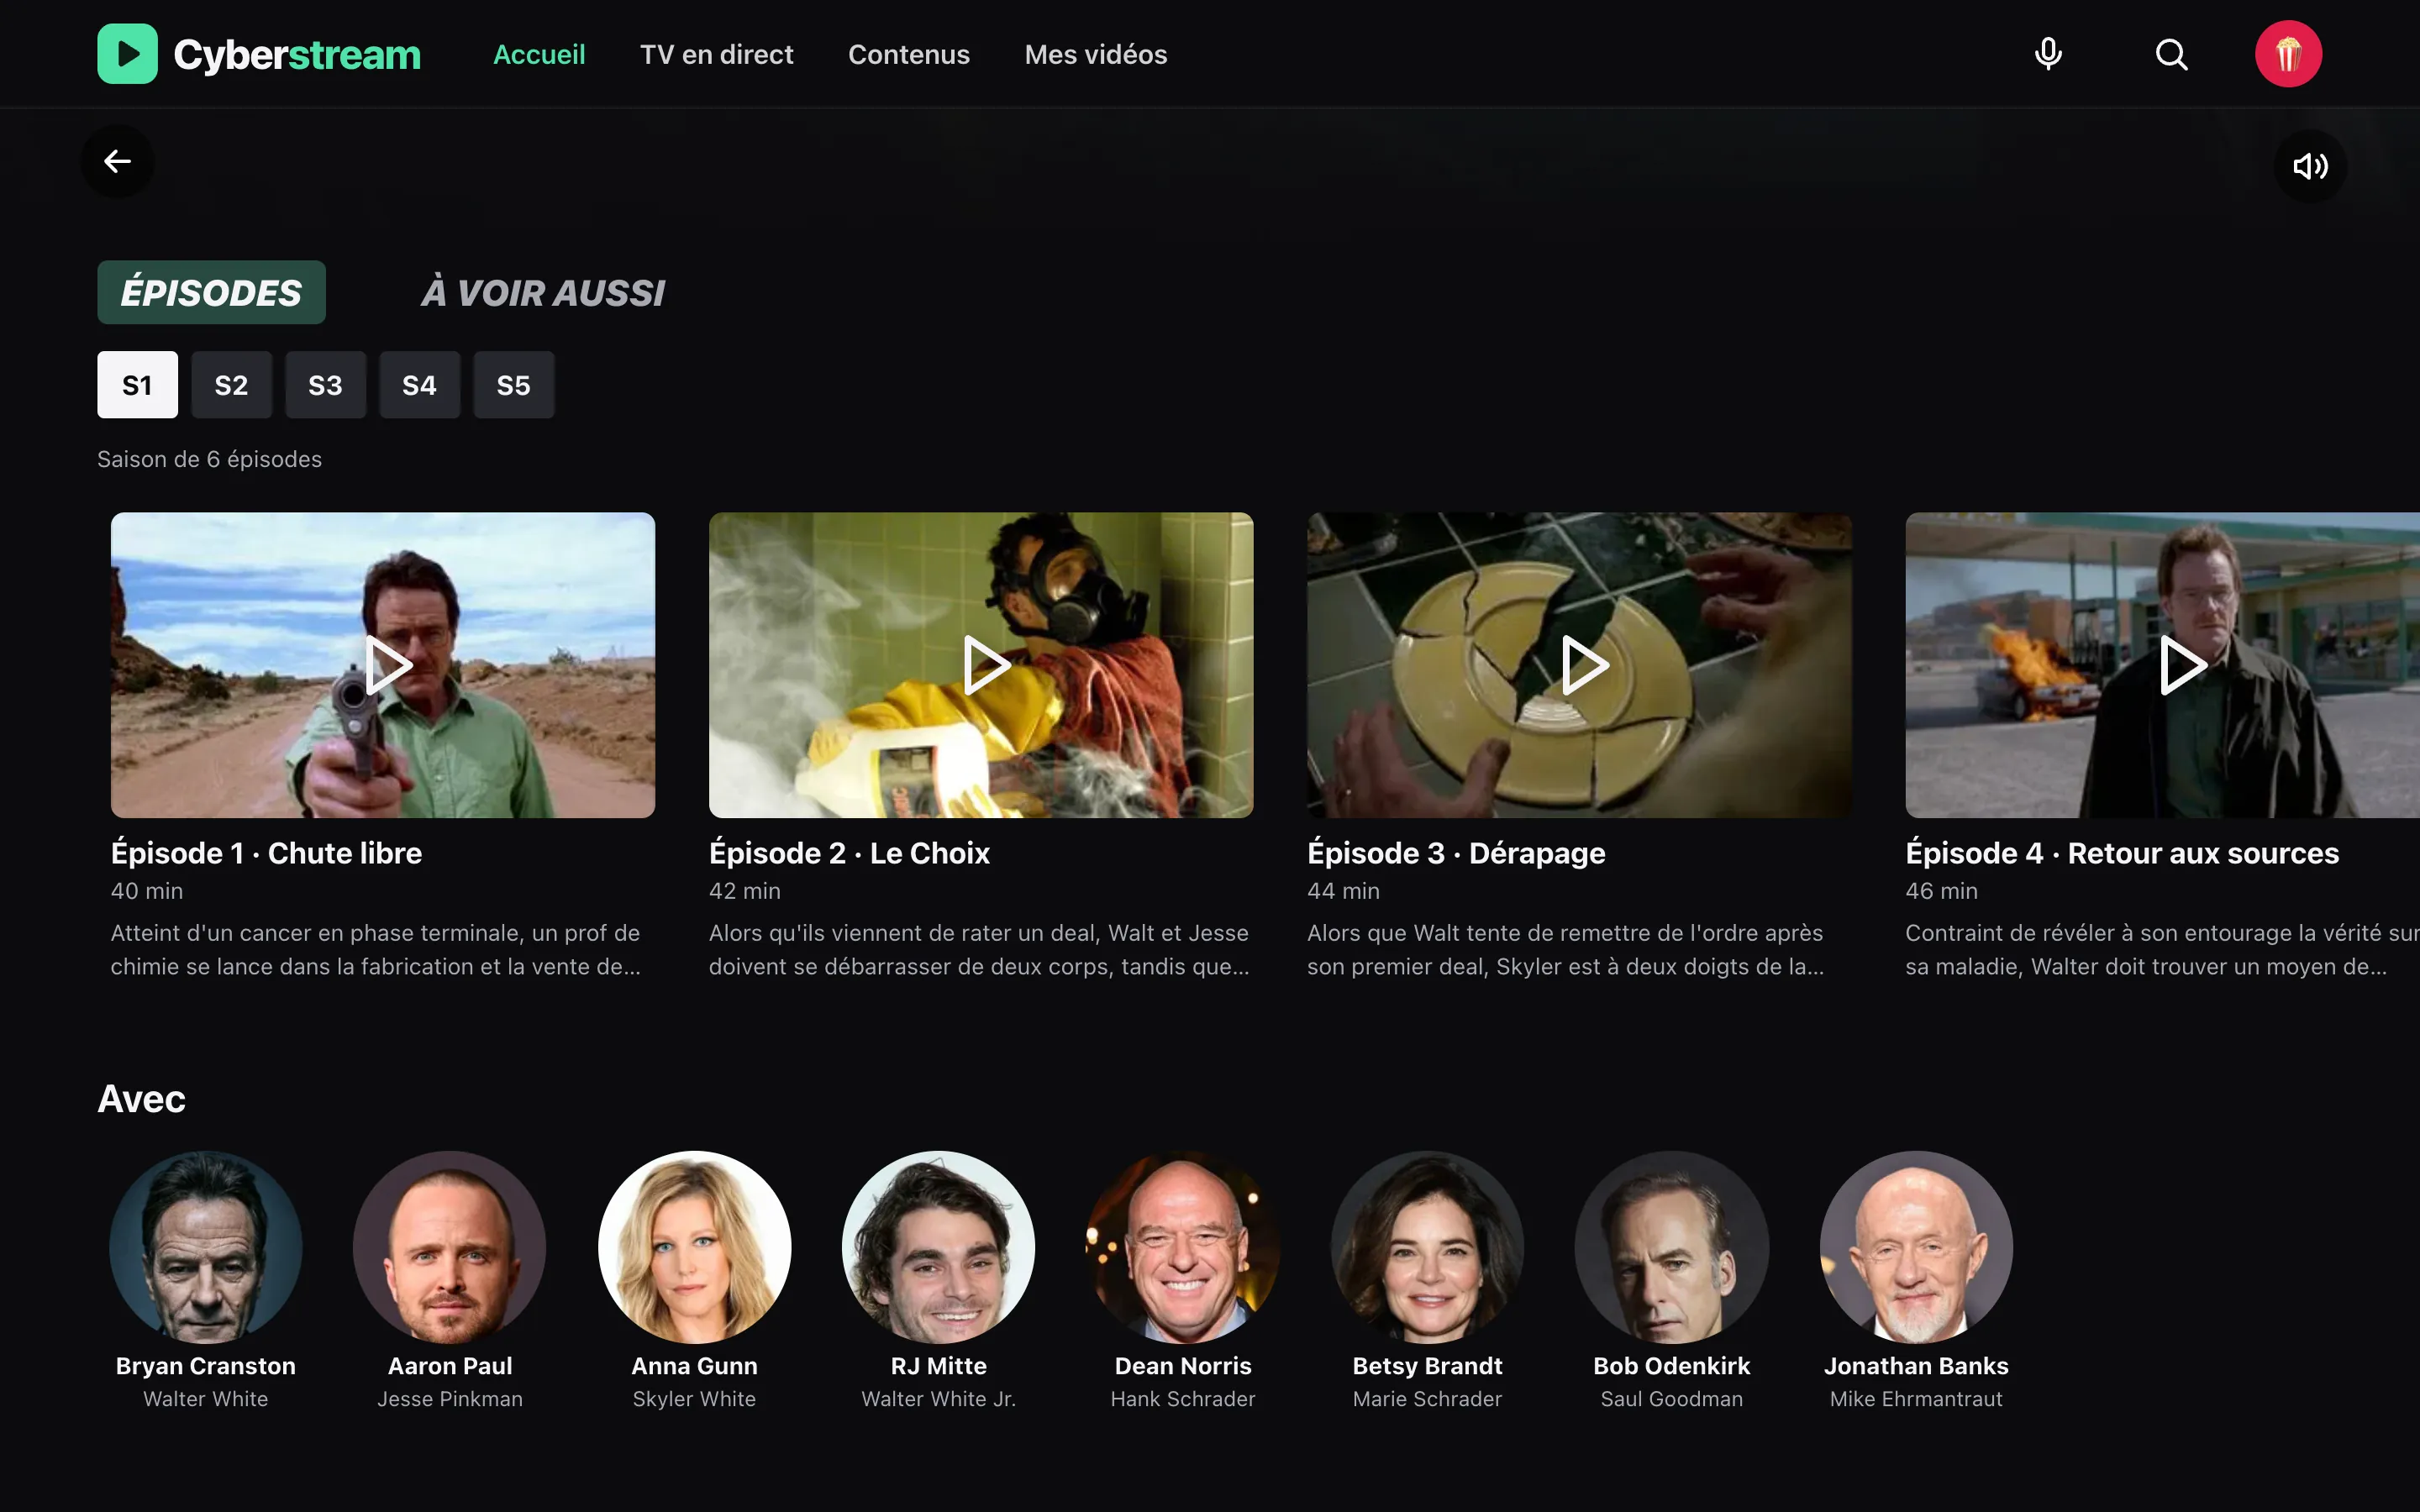 Cyberstream Accueil TV en direct Contenus Mes vidéos
ÉPISODES À VOIR AUSSI
S1 S2 S3 S4 S5
Saison de 6 épisodes
Épisode 1 · Chute libre
40 min
Atteint d'un cancer en phase terminale, un prof de
chimie se lance dans la fabrication et la vente de...
Épisode 2 · Le Choix
42 min
Alors qu'ils viennent de rater un deal, Walt et Jesse
doivent se débarrasser de deux corps, tandis que...
Épisode 3 · Dérapage
44 min
Alors que Walt tente de remettre de l'ordre après
son premier deal, Skyler est à deux doigts de la...
Épisode 4 · Retour aux sources
46 min
Contraint de révéler à son entourage la vérité sur
sa maladie, Walter doit trouver un moyen de...
Avec
Bryan Cranston
Walter White
Aaron Paul
Jesse Pinkman
Anna Gunn
Skyler White
RJ Mitte
Walter White Jr.
Dean Norris
Hank Schrader
Betsy Brandt
Marie Schrader
Bob Odenkirk
Saul Goodman
Jonathan Banks
Mike Ehrmantraut